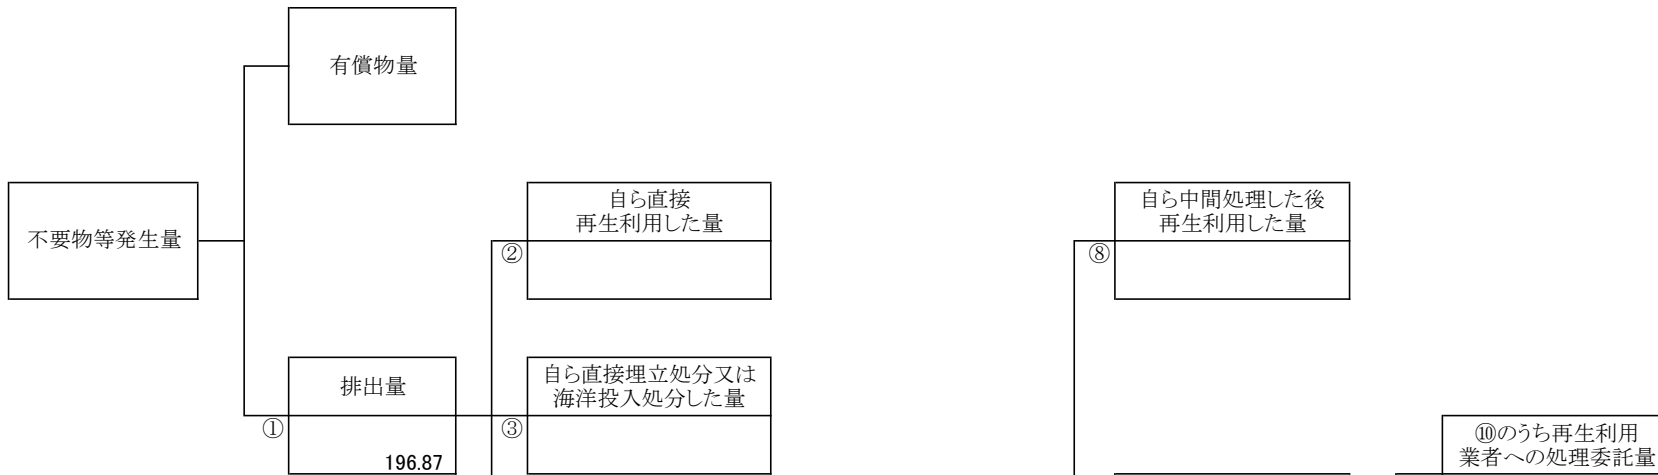 有償物量
不要物等発生量
自ら直接
再生利用した量
②
自ら中間処理した後
再生利用した量
⑧
排出量
①
196.87
自ら直接埋立処分又は
海洋投入処分した量
③
⑩のうち再生利用
業者への処理委託量